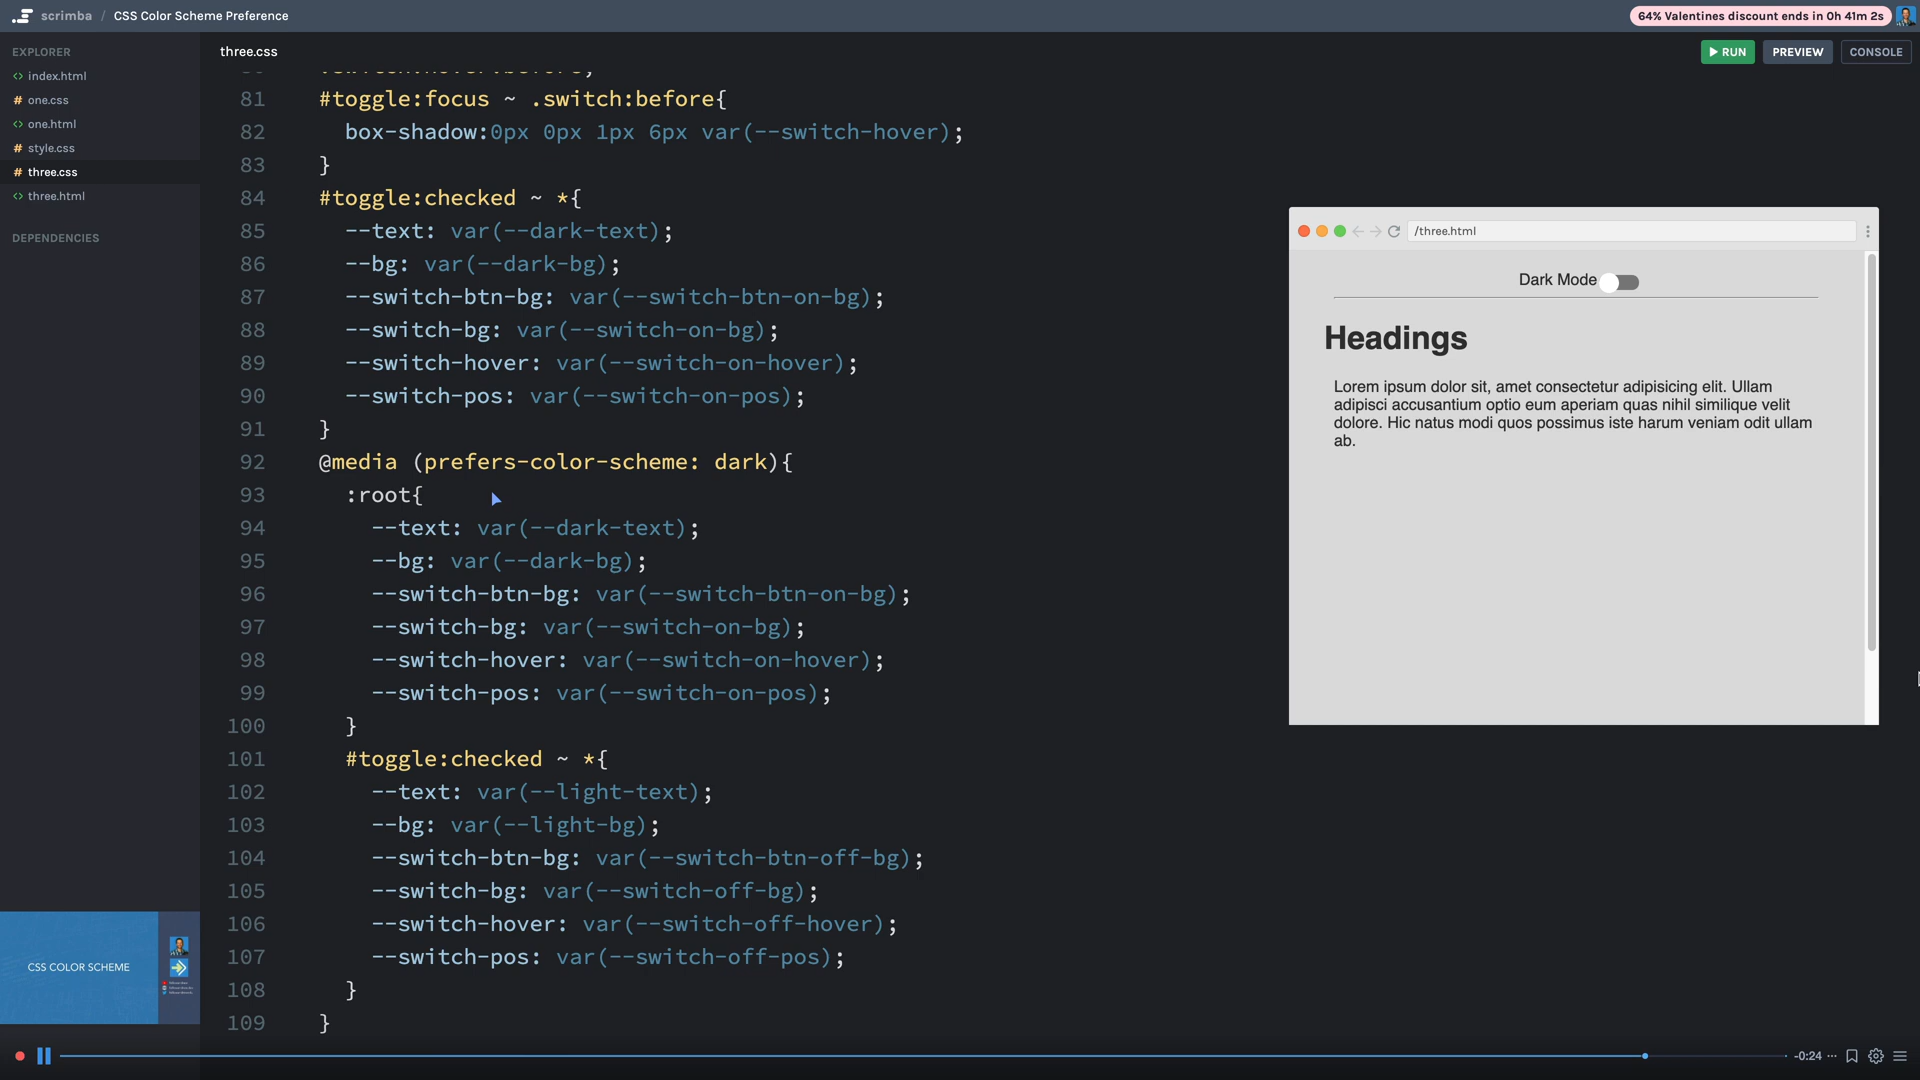 scrimba / CSS Color Scheme Preference
64% Valentines discount ends in 0h 41m 2s
EXPLORER
index.html
one.css
one.html
style.css
three.css
three.html
DEPENDENCIES
CSS COLOR SCHEME
three.css
RUN
PREVIEW
CONSOLE
81 #toggle:focus ~ .switch:before{
82 box-shadow:0px 0px 1px 6px var(--switch-hover);
83 }
84 #toggle:checked ~ *{
85 --text: var(--dark-text);
86 --bg: var(--dark-bg);
87 --switch-btn-bg: var(--switch-btn-on-bg);
88 --switch-bg: var(--switch-on-bg);
89 --switch-hover: var(--switch-on-hover);
90 --switch-pos: var(--switch-on-pos);
91 }
92 @media (prefers-color-scheme: dark){
93 :root{
94 --text: var(--dark-text);
95 --bg: var(--dark-bg);
96 --switch-btn-bg: var(--switch-btn-on-bg);
97 --switch-bg: var(--switch-on-bg);
98 --switch-hover: var(--switch-on-hover);
99 --switch-pos: var(--switch-on-pos);
100 }
101 #toggle:checked ~ *{
102 --text: var(--light-text);
103 --bg: var(--light-bg);
104 --switch-btn-bg: var(--switch-btn-off-bg);
105 --switch-bg: var(--switch-off-bg);
106 --switch-hover: var(--switch-off-hover);
107 --switch-pos: var(--switch-off-pos);
108 }
109 }
/three.html
Dark Mode
Headings
Lorem ipsum dolor sit, amet consectetur adipisicing elit. Ullam
adipisci accusantium optio eum aperiam quas nihil similique velit
dolore. Hic natus modi quos possimus iste harum veniam odit ullam
ab.
-0:24